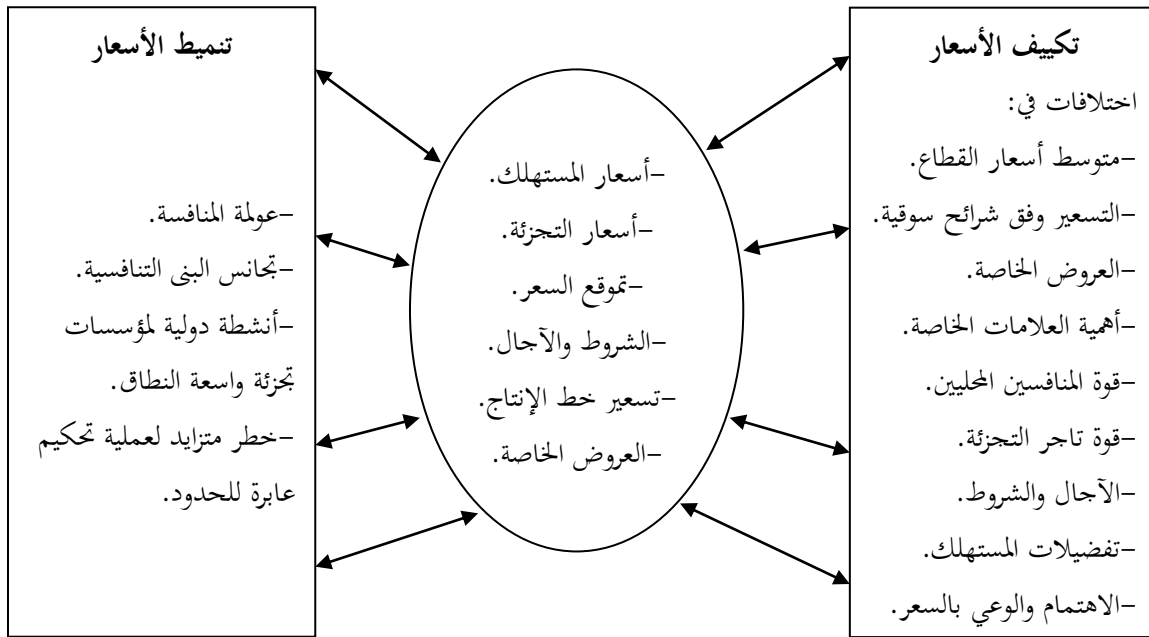 تكييف الأسعار
اختلافات في:
-متوسط أسعار القطاع.
-التسعير وفق شرائح سوقية.
-العروض الخاصة.
-أهمية العلامات الخاصة.
-قوة المنافسين المحليين.
-قوة تاجر التجزئة.
-الآجال والشروط.
-تفضيلات المستهلك.
-الاهتمام والوعي بالسعر.
-أسعار المستهلك.
-أسعار التجزئة.
-تموقع السعر.
-الشروط والآجال.
-تسعير خط الإنتاج.
-العروض الخاصة.
تنميط الأسعار
-عولمة المنافسة.
-تجانس البنى التنافسية.
-أنشطة دولية لمؤسسات
تجزئة واسعة النطاق.
-خطر متزايد لعملية تحكيم
عابرة للحدود.